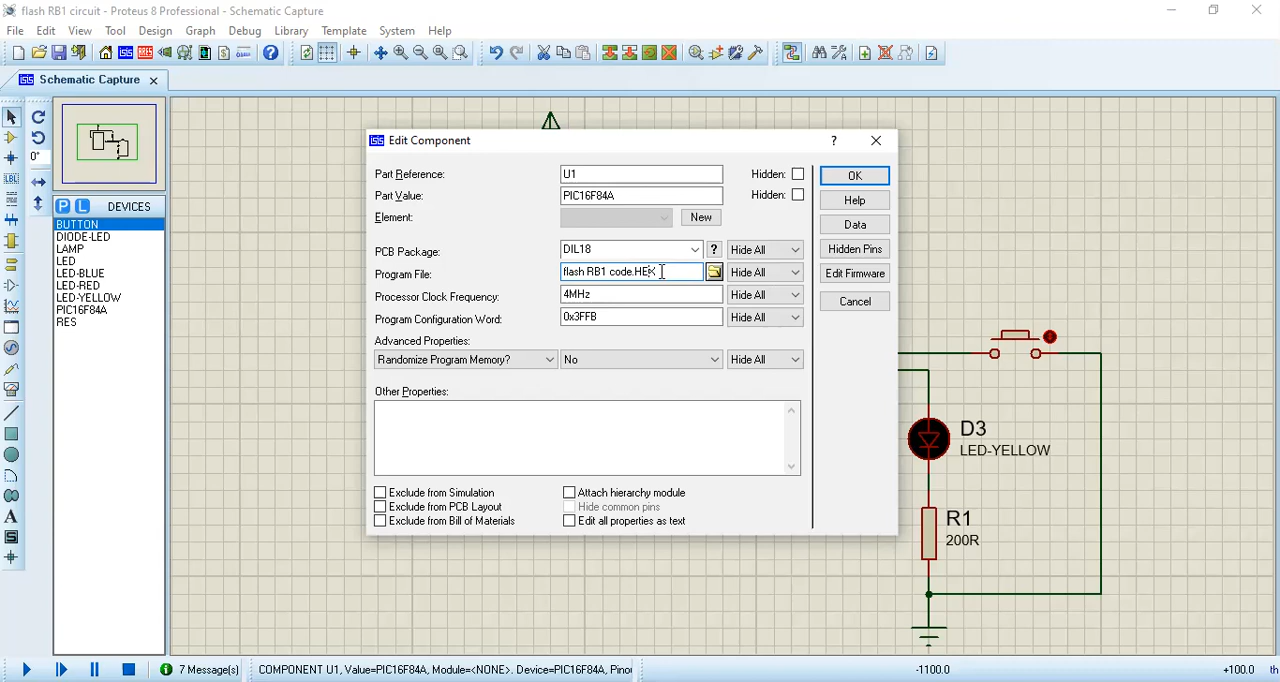 flash RB1 circuit - Proteus 8 Professional - Schematic Capture
File Edit View Tool Design Graph Debug Library Template System Help
Schematic Capture
Edit Component
Part Reference: U1 Hidden: OK
Part Value: PIC16F84A Hidden: Help
Element: New Data
PCB Package: DIL18 ? Hide All Hidden Pins
Program File: flash RB1 code.HEX Hide All Edit Firmware
Processor Clock Frequency: 4MHz Hide All Cancel
Program Configuration Word: 0x3FFB Hide All
Advanced Properties:
Randomize Program Memory? No Hide All
Other Properties:
Exclude from Simulation Attach hierarchy module
Exclude from PCB Layout Hide common pins
Exclude from Bill of Materials Edit all properties as text
0°
LBL
P L DEVICES
BUTTON
DIODE-LED
LAMP
LED
LED-BLUE
LED-RED
LED-YELLOW
PIC16F84A
RES
A
S
D3
LED-YELLOW
R1
200R
7 Message(s) COMPONENT U1, Value=PIC16F84A, Module=<NONE>. Device=PIC16F84A, Pinou -1100.0 +100.0 th